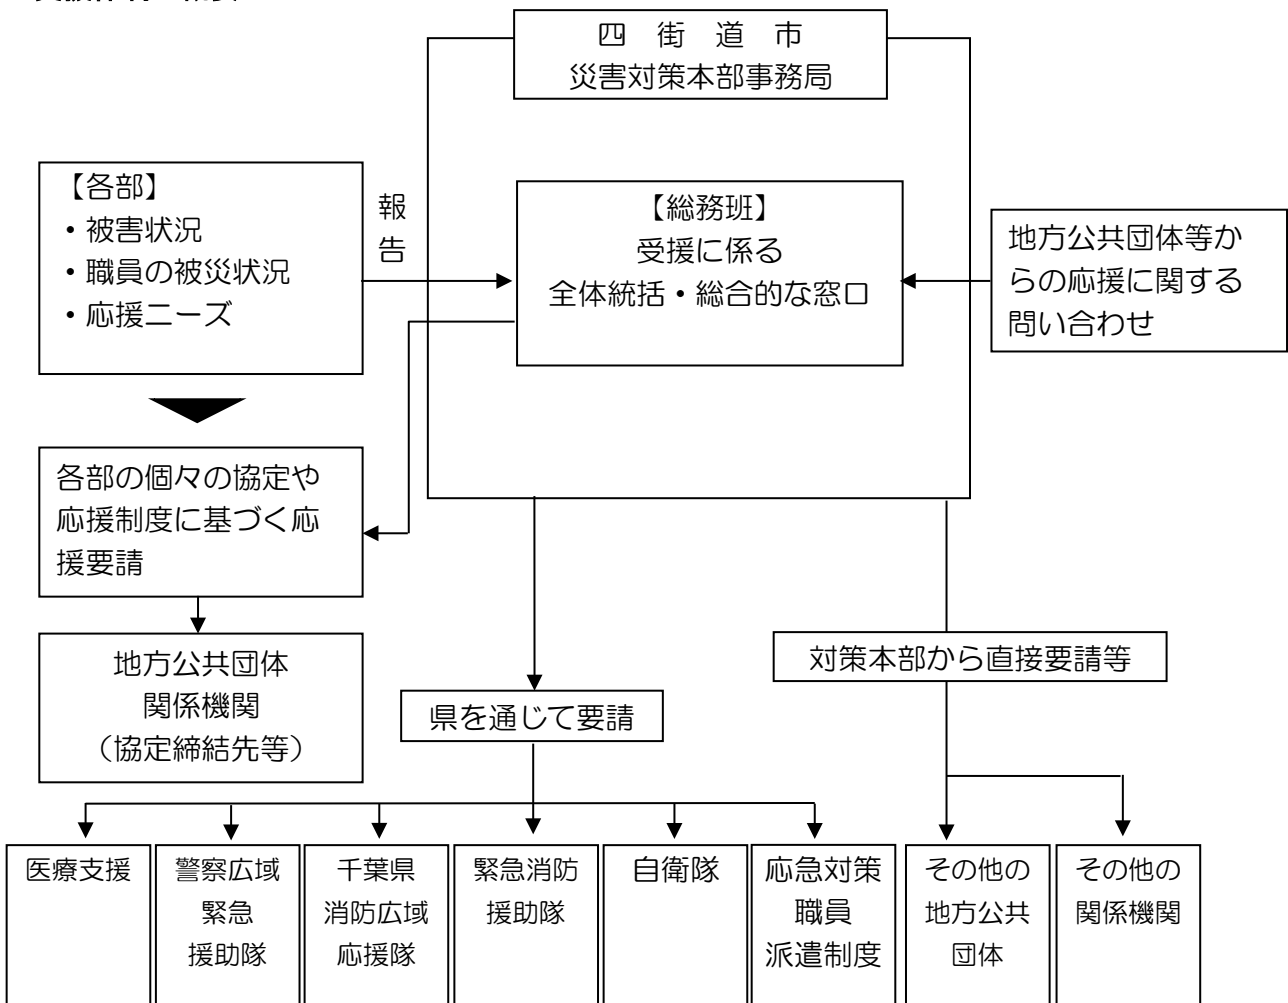 四 街 道 市
災害対策本部事務局
【各部】
・被害状況
・職員の被災状況
・応援ニーズ
報
告
【総務班】
受援に係る
全体統括・総合的な窓口
地方公共団体等か
らの応援に関する
問い合わせ
各部の個々の協定や
応援制度に基づく応
援要請
地方公共団体
関係機関
（協定締結先等）
対策本部から直接要請等
県を通じて要請
医療支援
警察広域
緊急
援助隊
千葉県
消防広域
応援隊
緊急消防
援助隊
自衛隊
応急対策
職員
派遣制度
その他の
地方公共
団体
その他の
関係機関